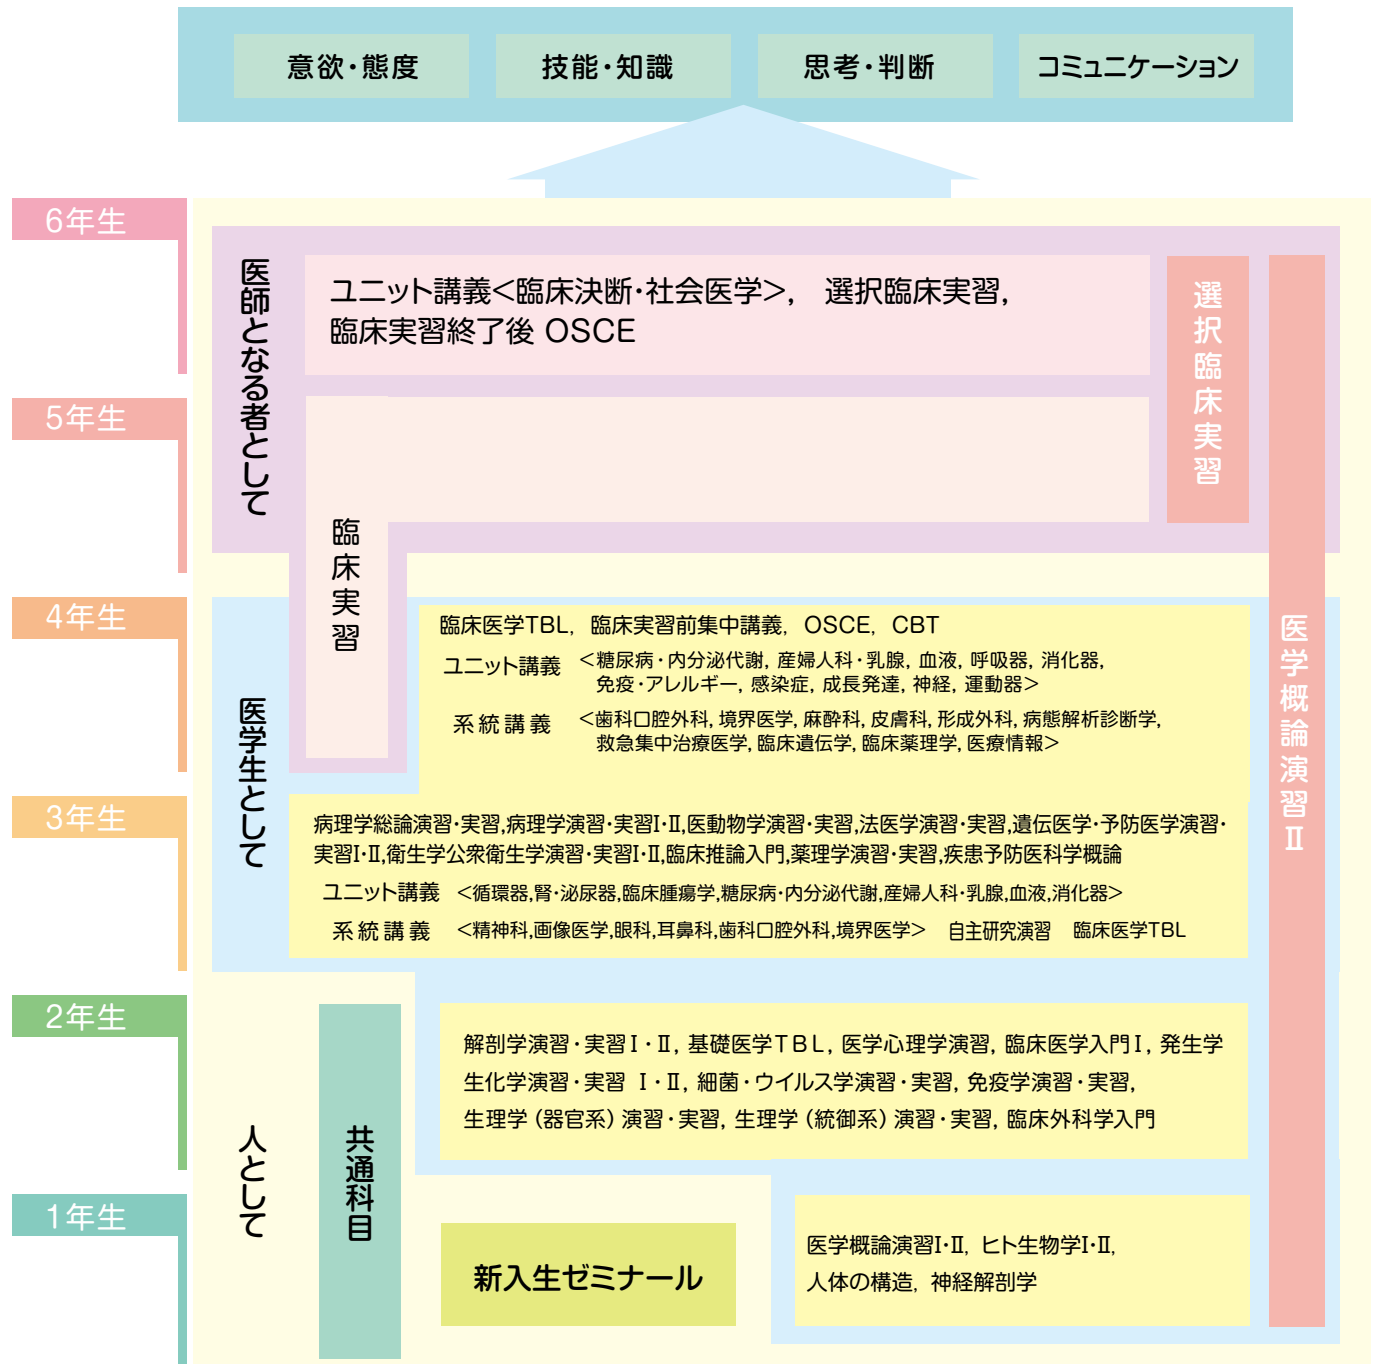 意欲・態度
技能・知識
思考・判断
コミュニケーション
6年生
医師となる者として
ユニット講義<臨床決断・社会医学>, 選択臨床実習,
臨床実習終了後 OSCE
選択臨床実習
医学概論演習Ⅱ
5年生
臨床実習
4年生
医学生として
臨床医学TBL, 臨床実習前集中講義, OSCE, CBT
ユニット講義 <糖尿病・内分泌代謝, 産婦人科・乳腺, 血液, 呼吸器, 消化器,
免疫・アレルギー, 感染症, 成長発達, 神経, 運動器>
系統講義 <歯科口腔外科, 境界医学, 麻酔科, 皮膚科, 形成外科, 病態解析診断学,
救急集中治療医学, 臨床遺伝学, 臨床薬理学, 医療情報>
3年生
病理学総論演習・実習,病理学演習・実習Ⅰ・Ⅱ,医動物学演習・実習,法医学演習・実習,遺伝医学・予防医学演習・
実習Ⅰ・Ⅱ,衛生学公衆衛生学演習・実習Ⅰ・Ⅱ,臨床推論入門,薬理学演習・実習,疾患予防医科学概論
ユニット講義 <循環器,腎・泌尿器,臨床腫瘍学,糖尿病・内分泌代謝,産婦人科・乳腺,血液,消化器>
系統講義 <精神科,画像医学,眼科,耳鼻科,歯科口腔外科,境界医学> 自主研究演習 臨床医学TBL
2年生
人として
共通科目
解剖学演習・実習Ⅰ・Ⅱ, 基礎医学TBL, 医学心理学演習, 臨床医学入門Ⅰ, 発生学
生化学演習・実習 Ⅰ・Ⅱ, 細菌・ウイルス学演習・実習, 免疫学演習・実習,
生理学 (器官系) 演習・実習, 生理学 (統御系) 演習・実習, 臨床外科学入門
1年生
新入生ゼミナール
医学概論演習Ⅰ・Ⅱ, ヒト生物学Ⅰ・Ⅱ,
人体の構造, 神経解剖学